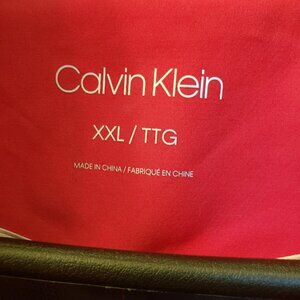 Calvin Klein
XXL / TTG
MADE IN CHINA / FABRIQUÉ EN CHINE